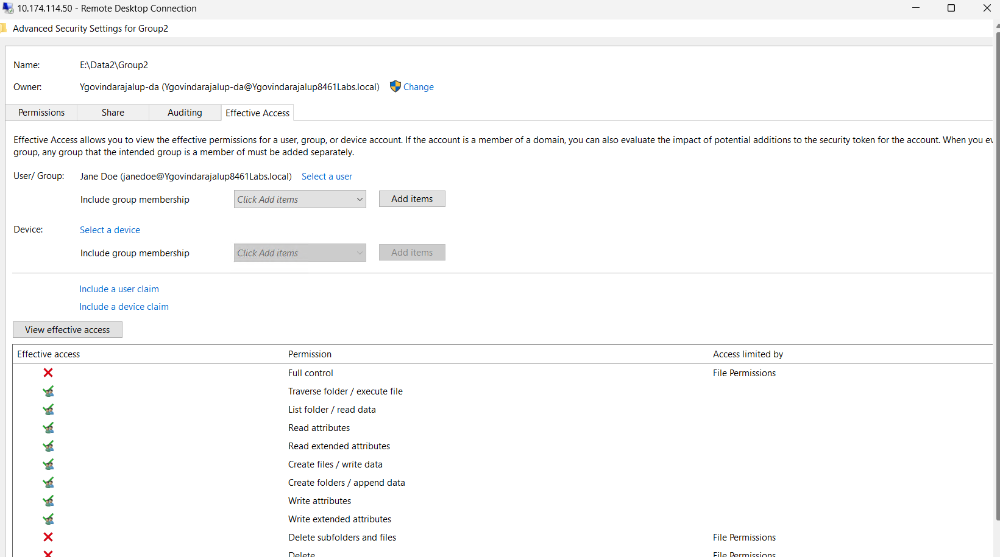 10.174.114.50 - Remote Desktop Connection
Advanced Security Settings for Group2
Name: E:\Data2\Group2
Owner: Ygovindarajalup-da (Ygovindarajalup-da@Ygovindarajalup8461Labs.local) Change
Permissions Share Auditing Effective Access
Effective Access allows you to view the effective permissions for a user, group, or device account. If the account is a member of a domain, you can also evaluate the impact of potential additions to the security token for the account. When you ev
group, any group that the intended group is a member of must be added separately.
User/ Group: Jane Doe (janedoe@Ygovindarajalup8461Labs.local) Select a user
Include group membership Click Add items Add items
Device: Select a device
Include group membership Click Add items Add items
Include a user claim
Include a device claim
View effective access
Effective access Permission Access limited by
Full control File Permissions
Traverse folder / execute file
List folder / read data
Read attributes
Read extended attributes
Create files / write data
Create folders / append data
Write attributes
Write extended attributes
Delete subfolders and files File Permissions
Delete File Permissions